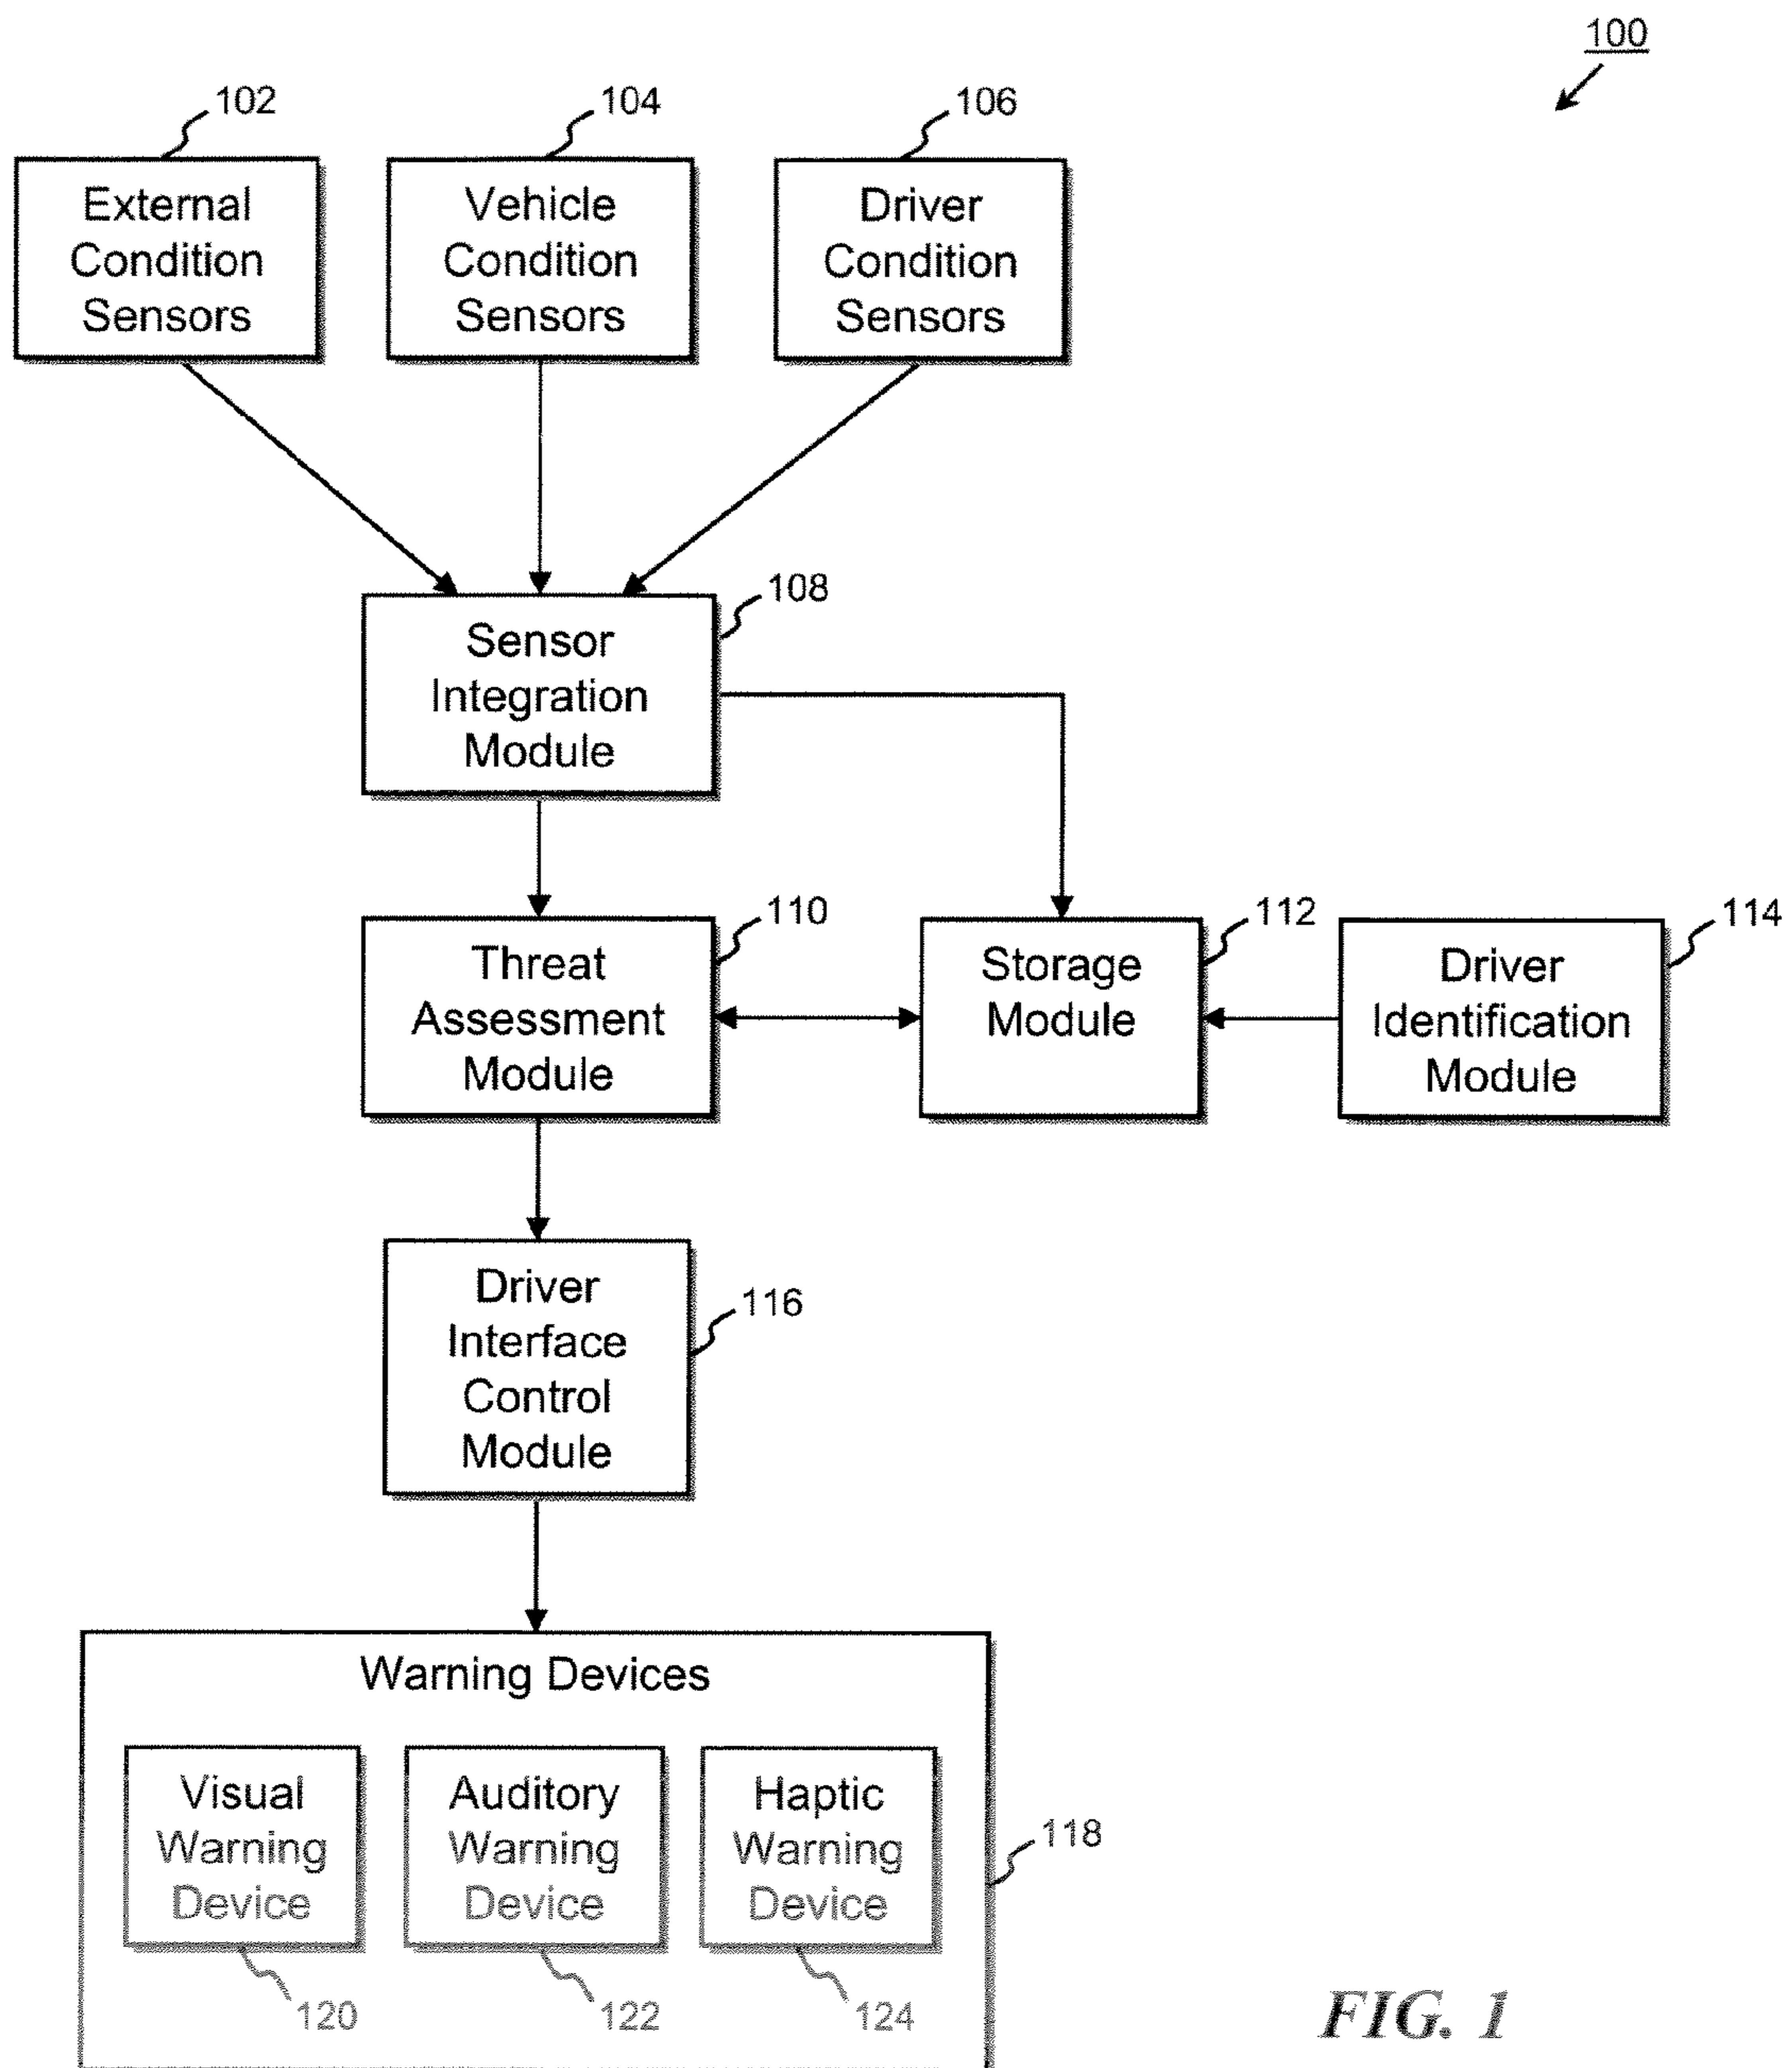 100
102
104
106
External
Condition
Sensors
Vehicle
Condition
Sensors
Driver
Condition
Sensors
108
Sensor
Integration
Module
110
112
114
Threat
Assessment
Module
Storage
Module
Driver
Identification
Module
116
Driver
Interface
Control
Module
Warning Devices
Visual
Warning
Device
Auditory
Warning
Device
Haptic
Warning
Device
118
120
122
124
FIG. 1